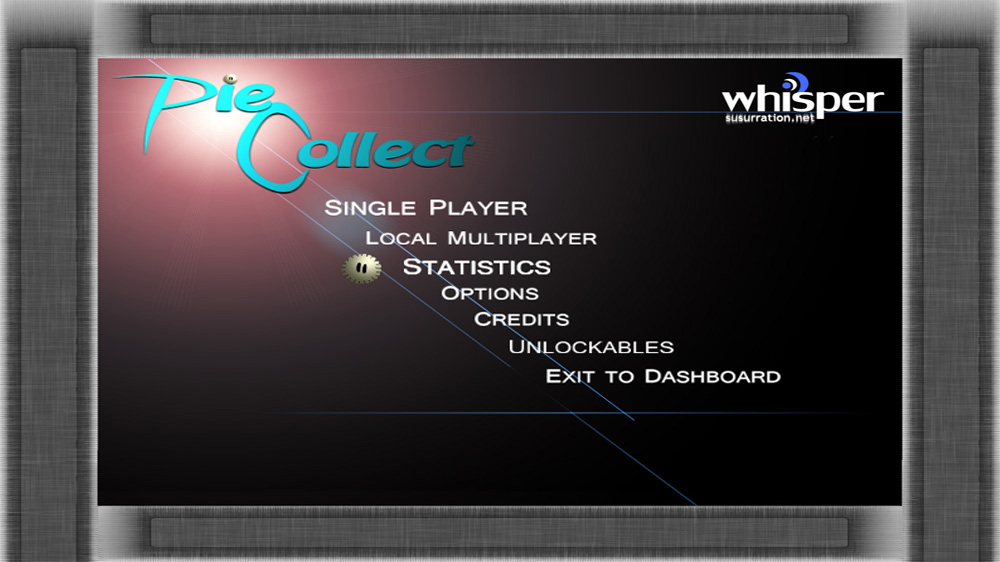 Pie
Collect
whisper
susurration.net
SINGLE PLAYER
LOCAL MULTIPLAYER
STATISTICS
OPTIONS
CREDITS
UNLOCKABLES
EXIT TO DASHBOARD